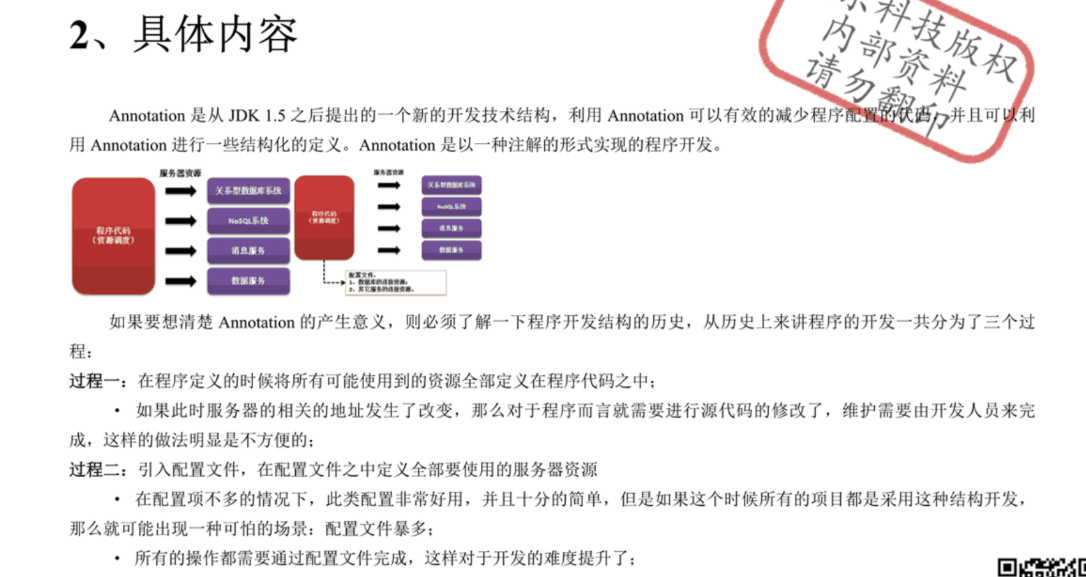 2、具体内容
科技版权
内部资料
请勿翻印
Annotation 是从 JDK 1.5 之后提出的一个新的开发技术结构，利用 Annotation 可以有效的减少程序配置的代码，并且可以利
用 Annotation 进行一些结构化的定义。Annotation 是以一种注解的形式实现的程序开发。
服务器资源
程序代码
（资源调度）
关系型数据库系统
NoSQL系统
消息服务
数据服务
服务器资源
程序代码
（资源调度）
关系型数据库系统
NoSQL系统
消息服务
数据服务
配置文件：
1、数据库的连接资源；
2、其它服务的连接资源。
如果要想清楚 Annotation 的产生意义，则必须了解一下程序开发结构的历史，从历史上来讲程序的开发一共分为了三个过
程：
过程一：在程序定义的时候将所有可能使用到的资源全部定义在程序代码之中；
• 如果此时服务器的相关的地址发生了改变，那么对于程序而言就需要进行源代码的修改了，维护需要由开发人员来完
成，这样的做法明显是不方便的；
过程二：引入配置文件，在配置文件之中定义全部要使用的服务器资源
• 在配置项不多的情况下，此类配置非常好用，并且十分的简单，但是如果这个时候所有的项目都是采用这种结构开发，
那么就可能出现一种可怕的场景：配置文件暴多；
• 所有的操作都需要通过配置文件完成，这样对于开发的难度提升了；